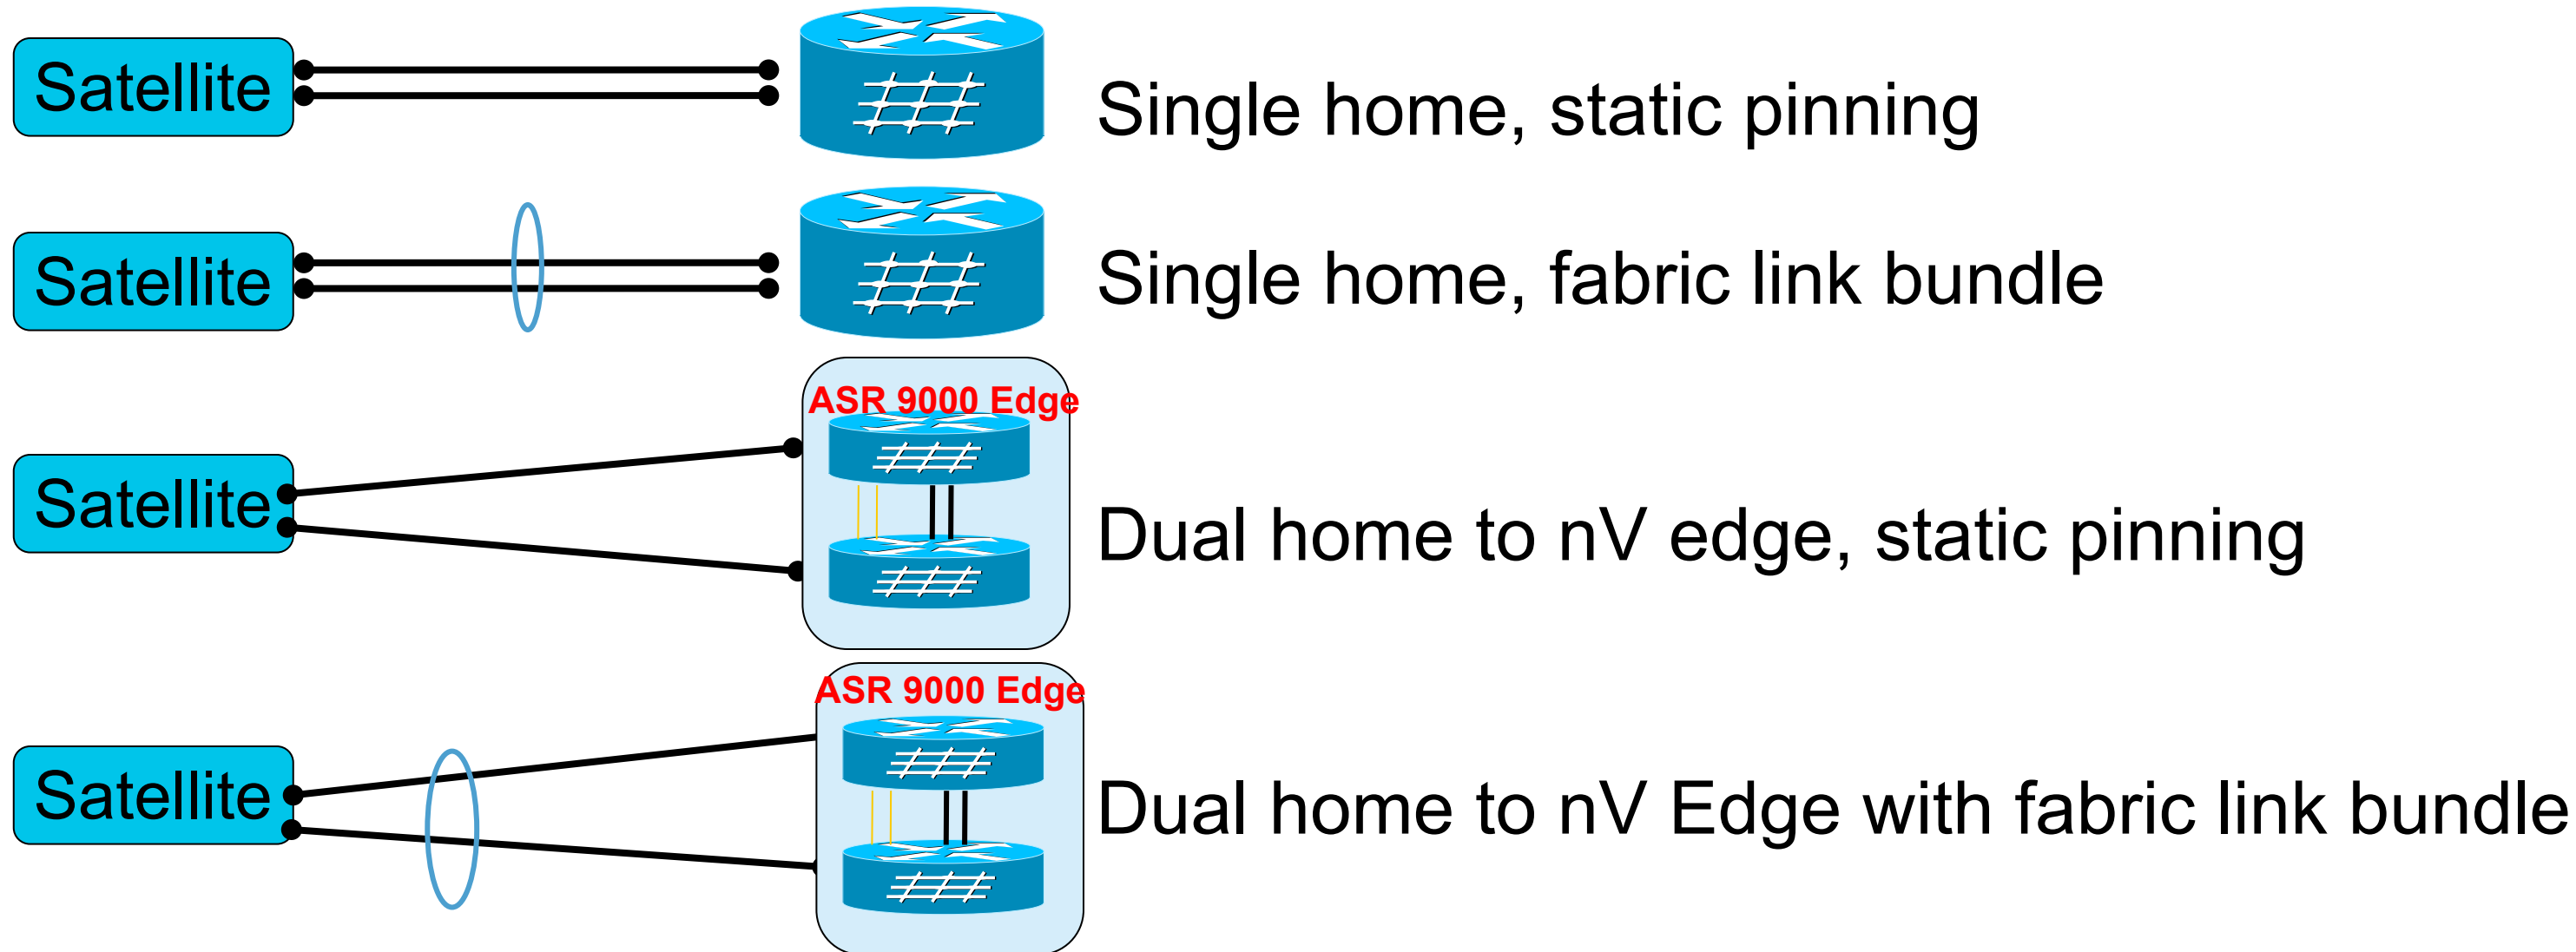 Satellite
Single home, static pinning
Satellite
Single home, fabric link bundle
ASR 9000 Edge
Satellite
Dual home to nV edge, static pinning
ASR 9000 Edge
Satellite
Dual home to nV Edge with fabric link bundle